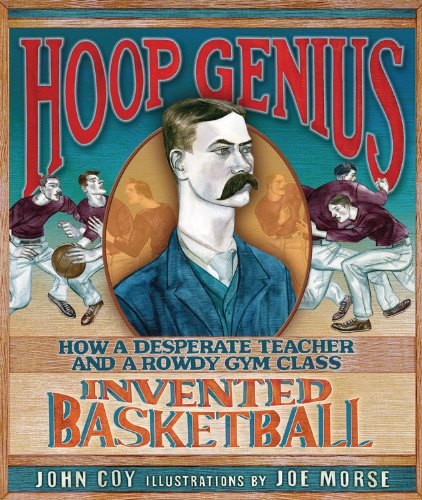 HOOP GENIUS
HOW A DESPERATE TEACHER
AND A ROWDY GYM CLASS
INVENTED
BASKETBALL
JOHN COY ILLUSTRATIONS BY JOE MORSE